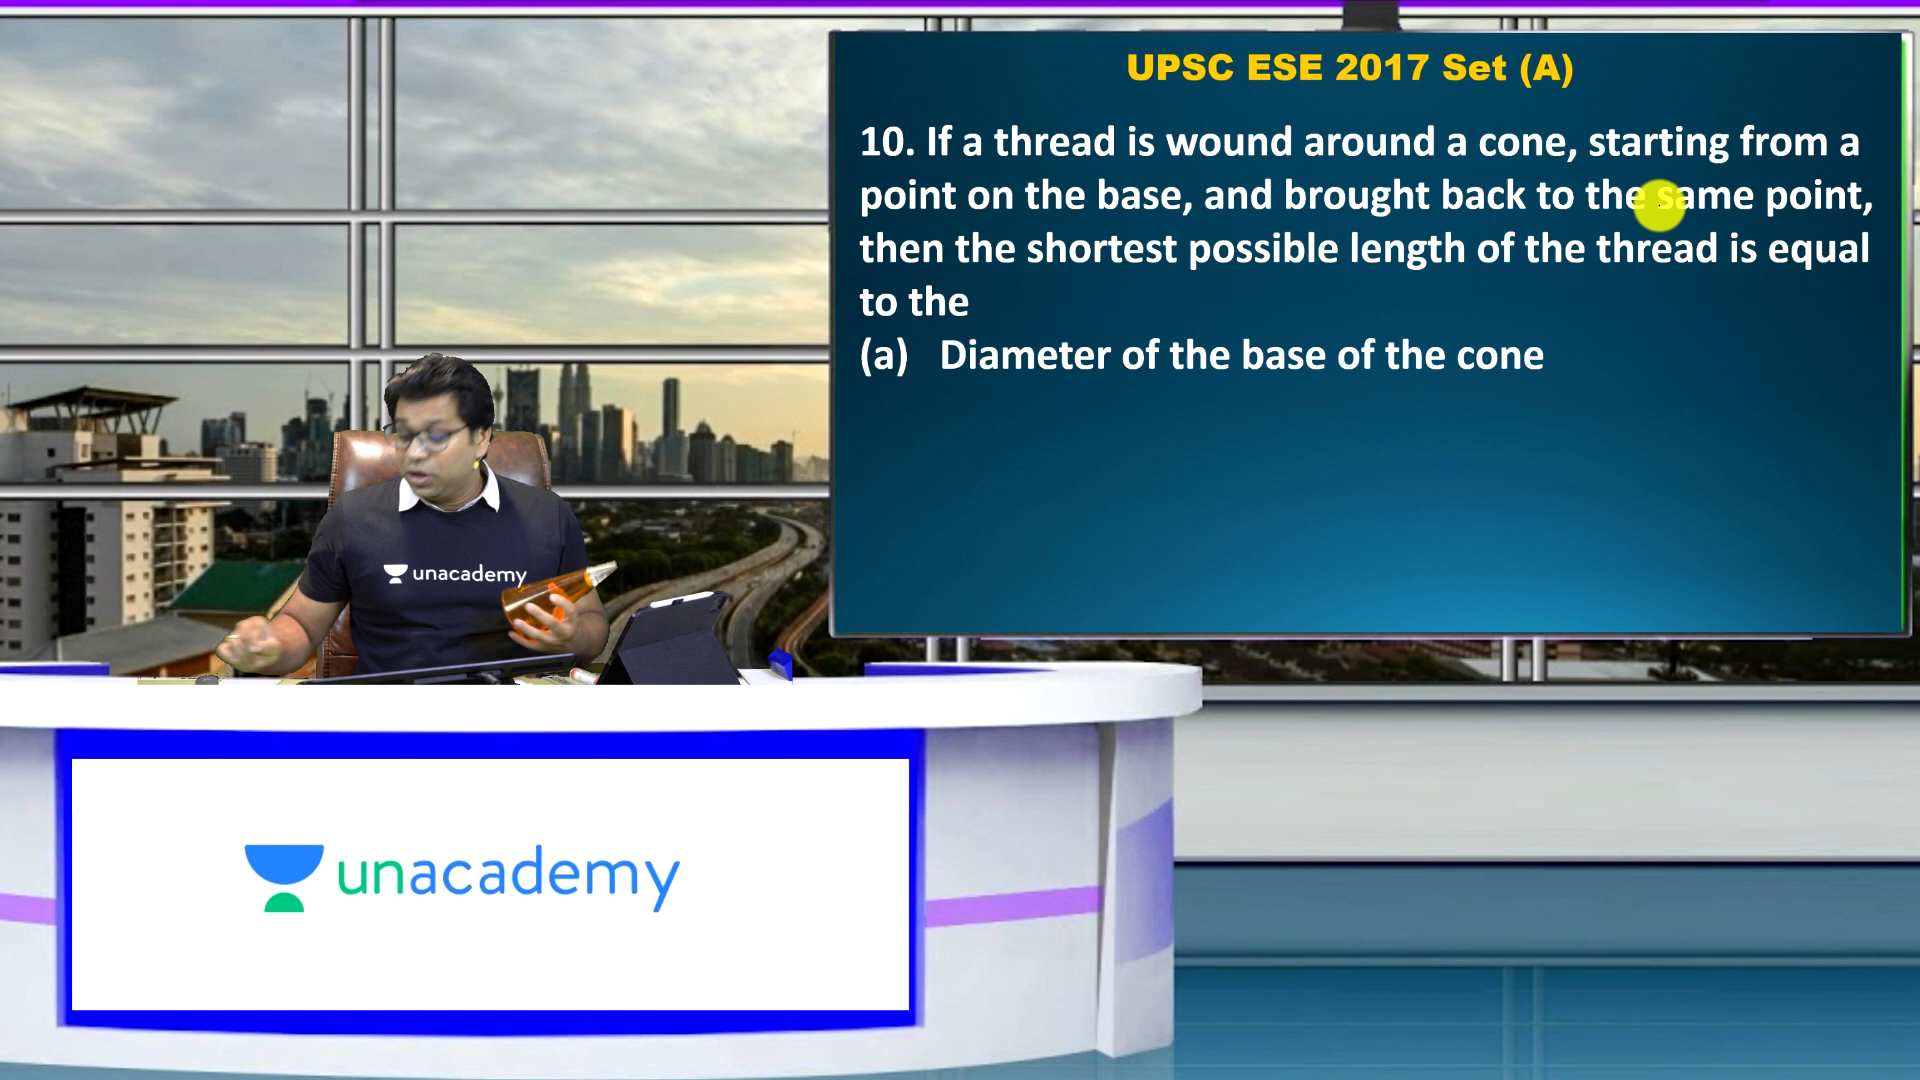 UPSC ESE 2017 Set (A)
10. If a thread is wound around a cone, starting from a
point on the base, and brought back to the same point,
then the shortest possible length of the thread is equal
to the
(a) Diameter of the base of the cone
unacademy
unacademy